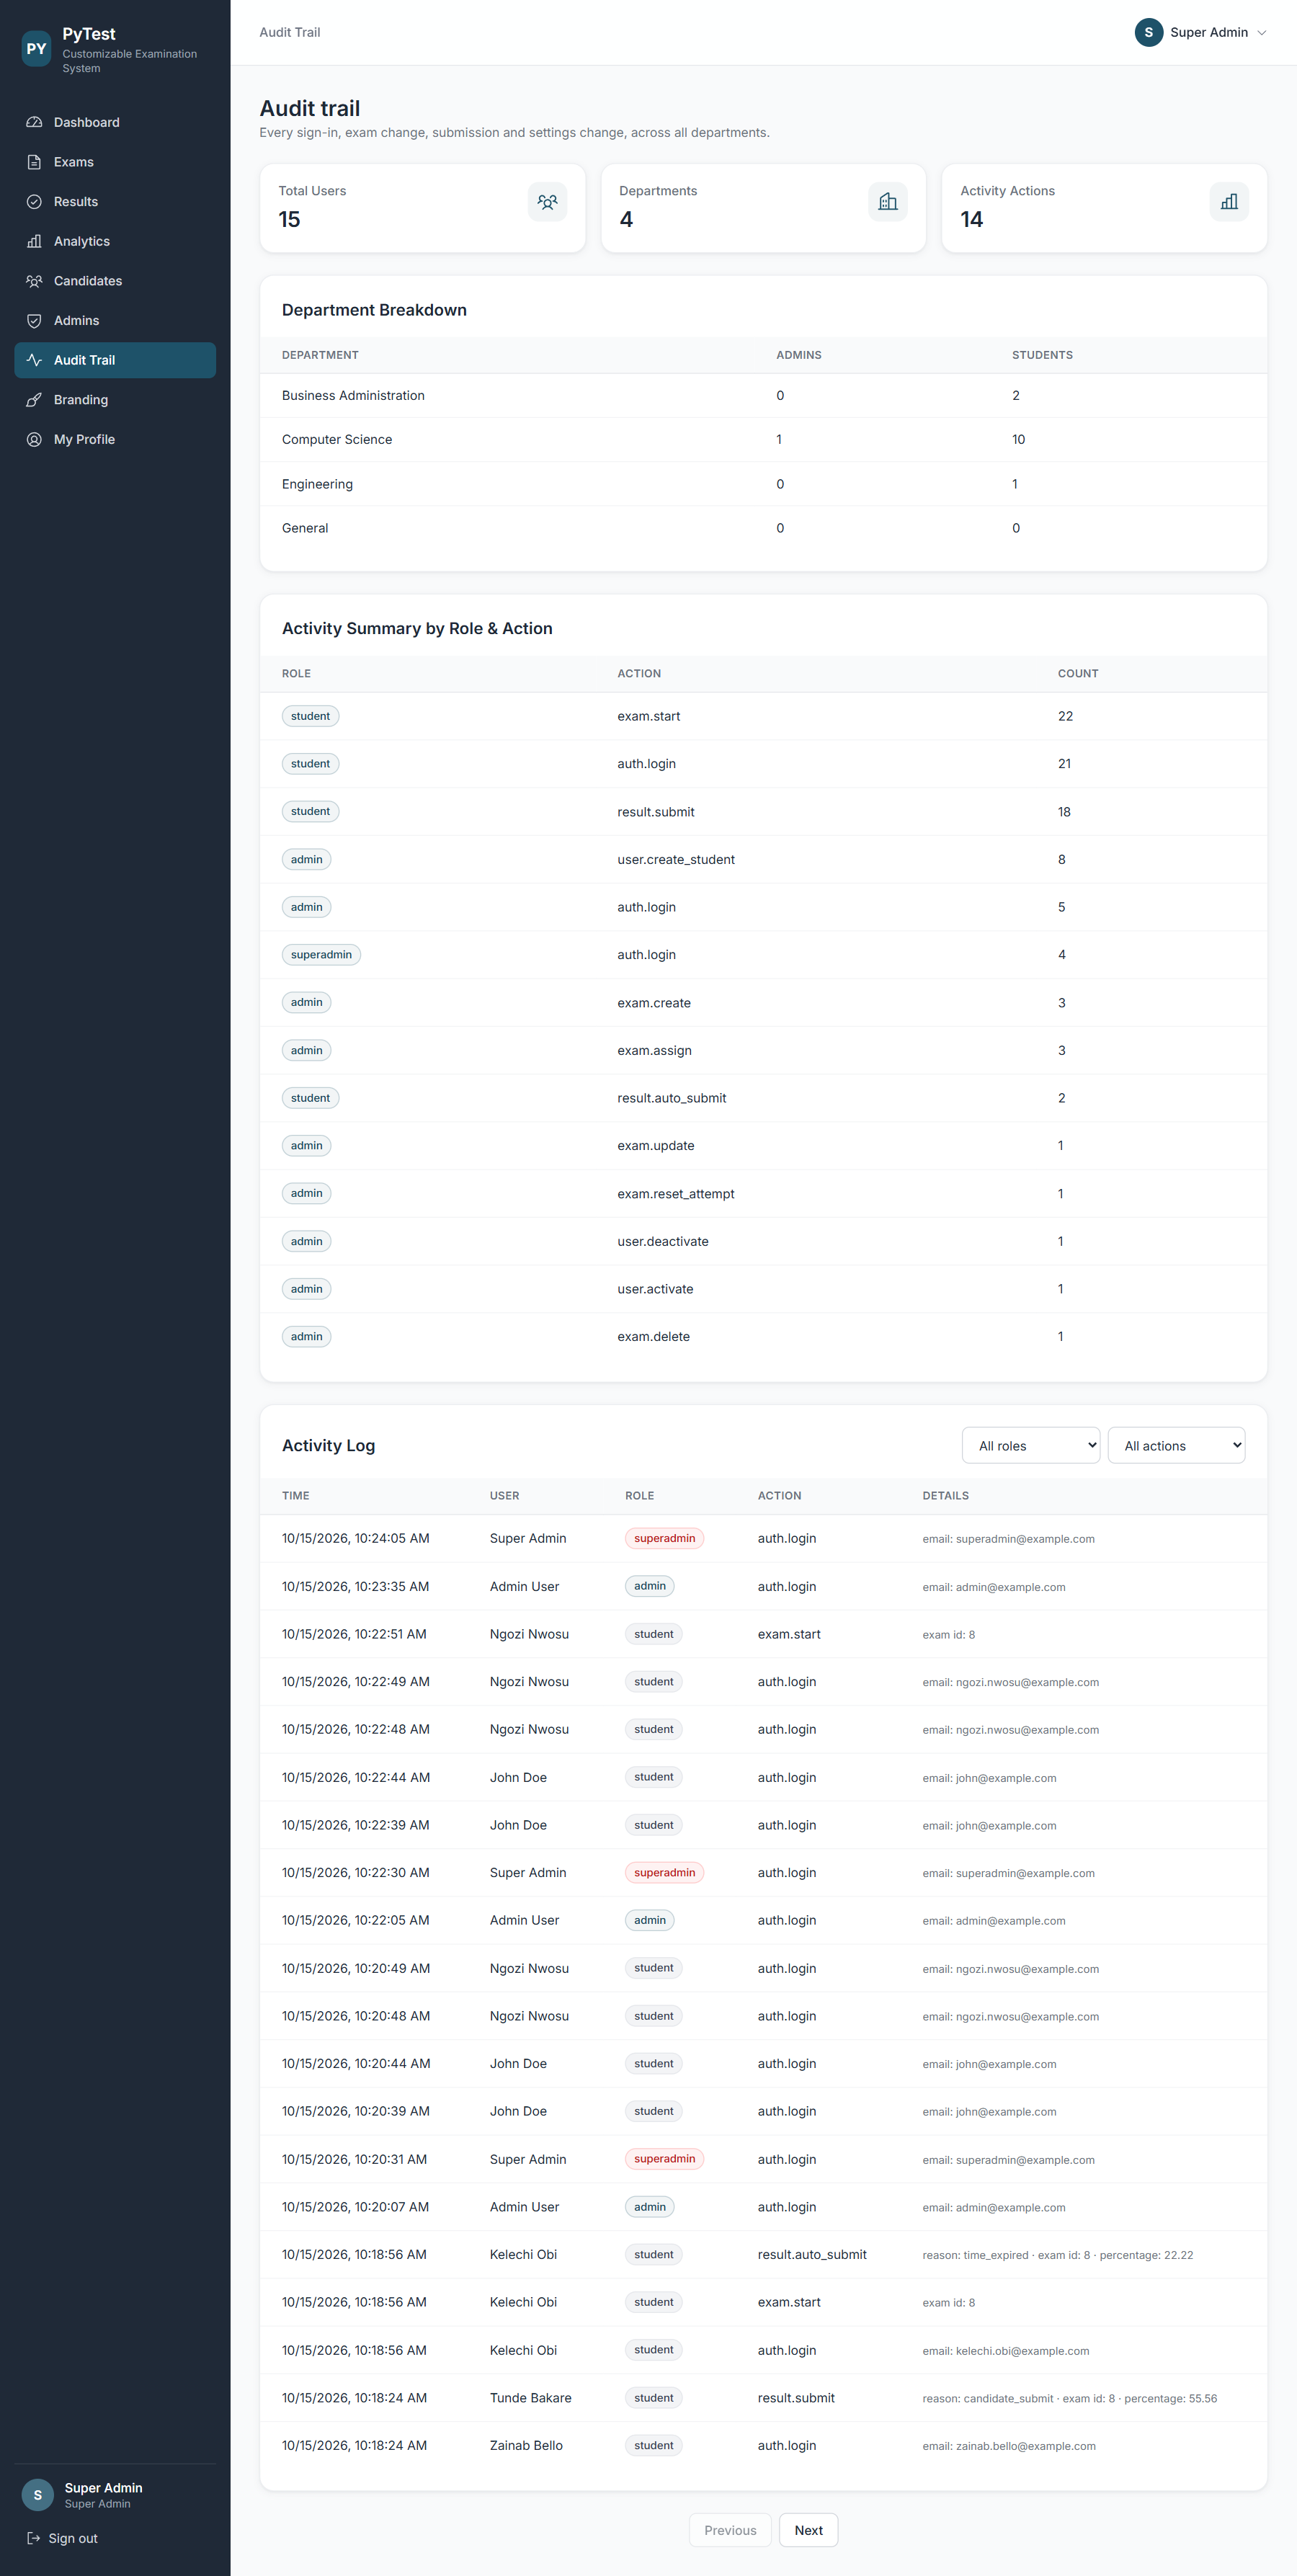 PY
PyTest
Customizable Examination
System
Dashboard
Exams
Results
Analytics
Candidates
Admins
Audit Trail
Branding
My Profile
S
Super Admin
Super Admin
Sign out
Audit Trail
S Super Admin
Audit trail
Every sign-in, exam change, submission and settings change, across all departments.
Total Users
15
Departments
4
Activity Actions
14
Department Breakdown
DEPARTMENT ADMINS STUDENTS
Business Administration 0 2
Computer Science 1 10
Engineering 0 1
General 0 0
Activity Summary by Role & Action
ROLE ACTION COUNT
student exam.start 22
student auth.login 21
student result.submit 18
admin user.create_student 8
admin auth.login 5
superadmin auth.login 4
admin exam.create 3
admin exam.assign 3
student result.auto_submit 2
admin exam.update 1
admin exam.reset_attempt 1
admin user.deactivate 1
admin user.activate 1
admin exam.delete 1
Activity Log All roles All actions
TIME USER ROLE ACTION DETAILS
10/15/2026, 10:24:05 AM Super Admin superadmin auth.login email: superadmin@example.com
10/15/2026, 10:23:35 AM Admin User admin auth.login email: admin@example.com
10/15/2026, 10:22:51 AM Ngozi Nwosu student exam.start exam id: 8
10/15/2026, 10:22:49 AM Ngozi Nwosu student auth.login email: ngozi.nwosu@example.com
10/15/2026, 10:22:48 AM Ngozi Nwosu student auth.login email: ngozi.nwosu@example.com
10/15/2026, 10:22:44 AM John Doe student auth.login email: john@example.com
10/15/2026, 10:22:39 AM John Doe student auth.login email: john@example.com
10/15/2026, 10:22:30 AM Super Admin superadmin auth.login email: superadmin@example.com
10/15/2026, 10:22:05 AM Admin User admin auth.login email: admin@example.com
10/15/2026, 10:20:49 AM Ngozi Nwosu student auth.login email: ngozi.nwosu@example.com
10/15/2026, 10:20:48 AM Ngozi Nwosu student auth.login email: ngozi.nwosu@example.com
10/15/2026, 10:20:44 AM John Doe student auth.login email: john@example.com
10/15/2026, 10:20:39 AM John Doe student auth.login email: john@example.com
10/15/2026, 10:20:31 AM Super Admin superadmin auth.login email: superadmin@example.com
10/15/2026, 10:20:07 AM Admin User admin auth.login email: admin@example.com
10/15/2026, 10:18:56 AM Kelechi Obi student result.auto_submit reason: time_expired · exam id: 8 · percentage: 22.22
10/15/2026, 10:18:56 AM Kelechi Obi student exam.start exam id: 8
10/15/2026, 10:18:56 AM Kelechi Obi student auth.login email: kelechi.obi@example.com
10/15/2026, 10:18:24 AM Tunde Bakare student result.submit reason: candidate_submit · exam id: 8 · percentage: 55.56
10/15/2026, 10:18:24 AM Zainab Bello student auth.login email: zainab.bello@example.com
Previous Next